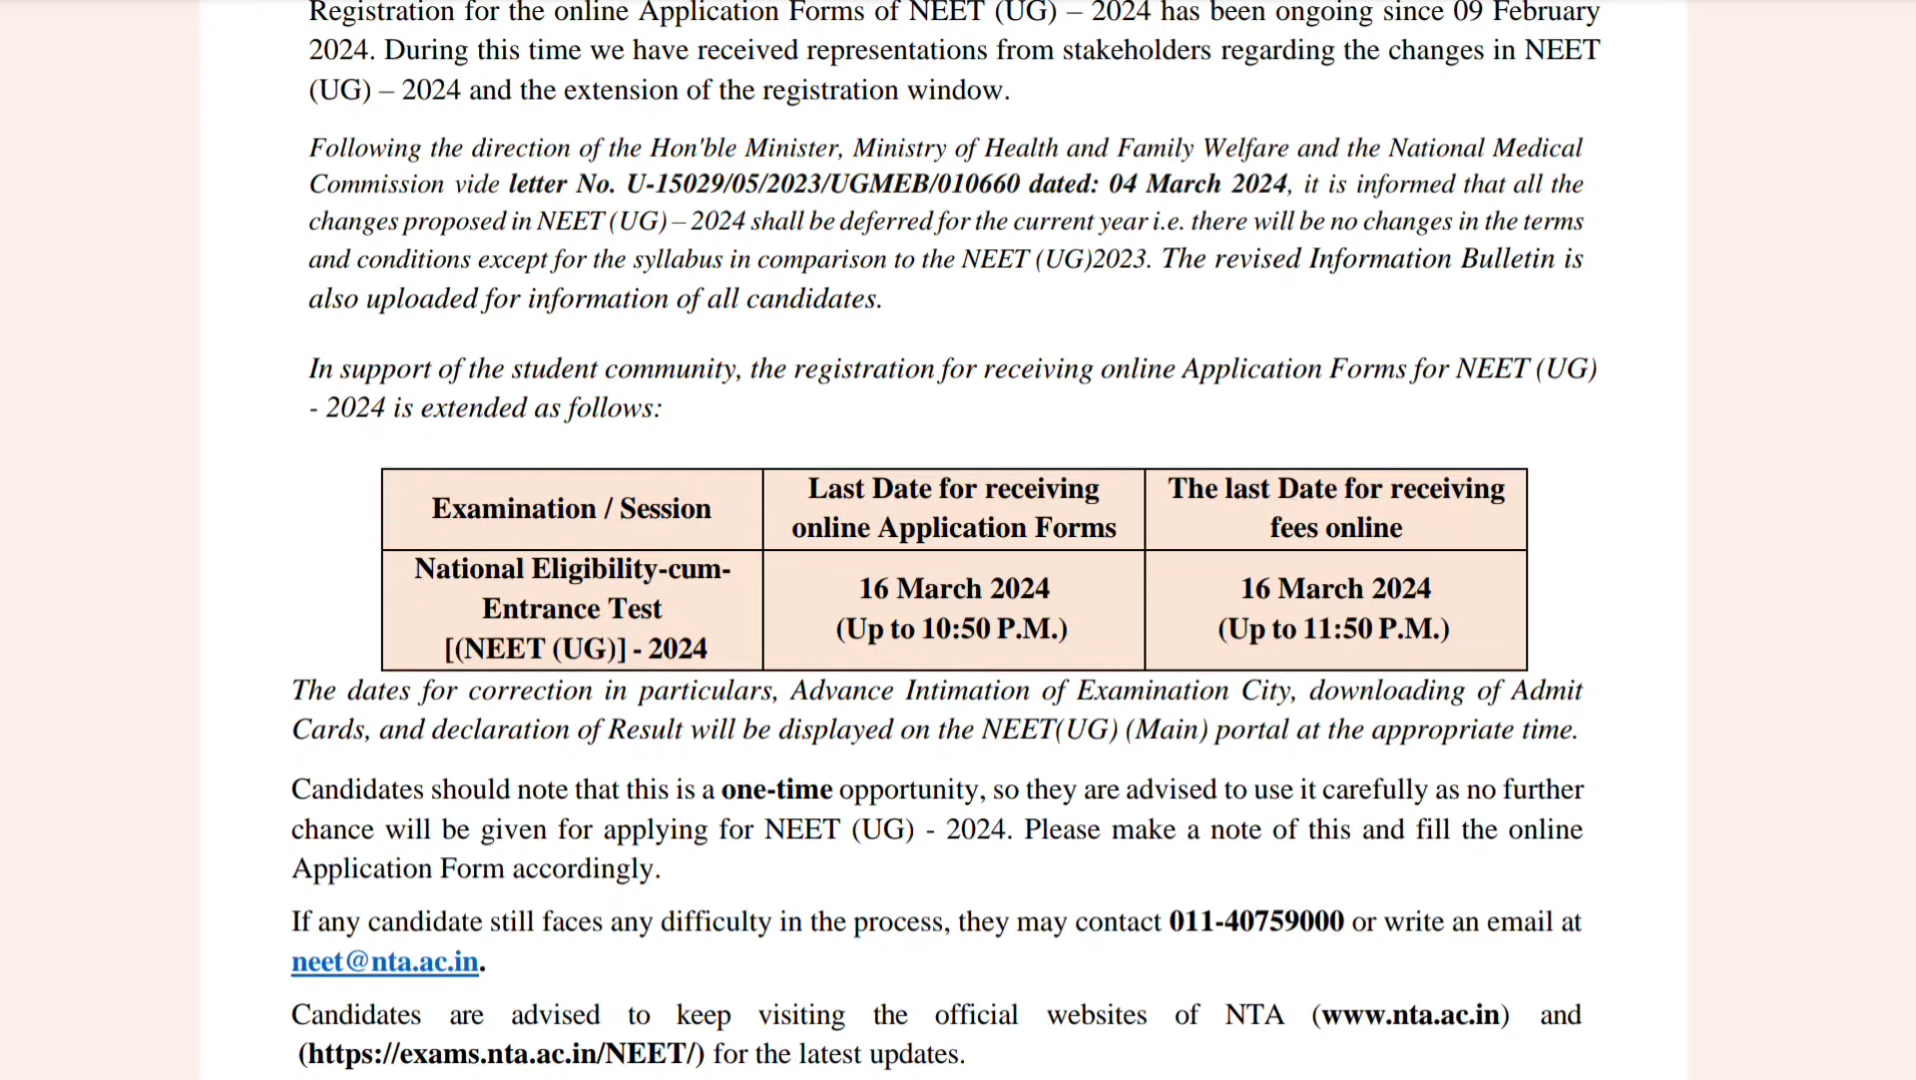 Registration for the online Application Forms of NEET (UG) – 2024 has been ongoing since 09 February
2024. During this time we have received representations from stakeholders regarding the changes in NEET
(UG) – 2024 and the extension of the registration window.
Following the direction of the Hon'ble Minister, Ministry of Health and Family Welfare and the National Medical
Commission vide letter No. U-15029/05/2023/UGMEB/010660 dated: 04 March 2024, it is informed that all the
changes proposed in NEET (UG) – 2024 shall be deferred for the current year i.e. there will be no changes in the terms
and conditions except for the syllabus in comparison to the NEET (UG)2023. The revised Information Bulletin is
also uploaded for information of all candidates.
In support of the student community, the registration for receiving online Application Forms for NEET (UG)
- 2024 is extended as follows:
Examination / Session
Last Date for receiving
online Application Forms
The last Date for receiving
fees online
National Eligibility-cum-
Entrance Test
[(NEET (UG)] - 2024
16 March 2024
(Up to 10:50 P.M.)
16 March 2024
(Up to 11:50 P.M.)
The dates for correction in particulars, Advance Intimation of Examination City, downloading of Admit
Cards, and declaration of Result will be displayed on the NEET(UG) (Main) portal at the appropriate time.
Candidates should note that this is a one-time opportunity, so they are advised to use it carefully as no further
chance will be given for applying for NEET (UG) - 2024. Please make a note of this and fill the online
Application Form accordingly.
If any candidate still faces any difficulty in the process, they may contact 011-40759000 or write an email at
neet@nta.ac.in.
Candidates are advised to keep visiting the official websites of NTA (www.nta.ac.in) and
(https://exams.nta.ac.in/NEET/) for the latest updates.